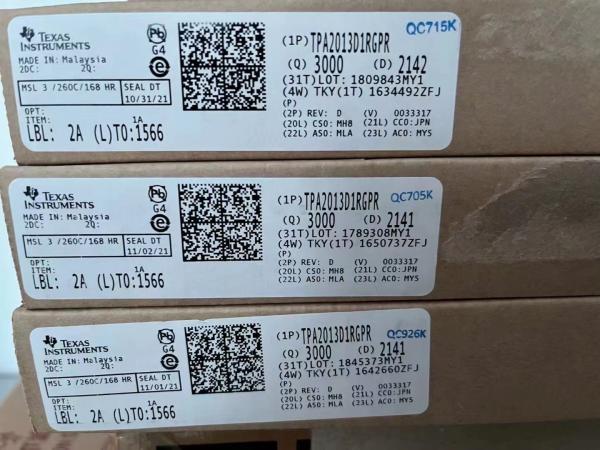 TEXAS
INSTRUMENTS
MADE IN: Malaysia
2DC: 2Q:
Pb
G4
e
MSL 3 /260C/168 HR SEAL DT
10/31/21
OPT:
ITEM:
LBL: 2A (L)TO:1566
1A
QC715K
(1P)TPA2013D1RGPR
(Q) 3000 (D) 2142
(31T)LOT: 1809843MY1
(4W) TKY(1T) 1634492ZFJ
(P)
(2P) REV: D (V) 0033317
(20L) CSO: MH8 (21L) CCO:JPN
(22L) ASO: MLA (23L) ACO: MYS
TEXAS
INSTRUMENTS
MADE IN: Malaysia
2DC: 2Q:
Pb
G4
e
MSL 3 /260C/168 HR SEAL DT
11/02/21
OPT:
ITEM:
LBL: 2A (L)TO:1566
1A
QC705K
(1P)TPA2013D1RGPR
(Q) 3000 (D) 2141
(31T)LOT: 1789308MY1
(4W) TKY(1T) 1650737ZFJ
(P)
(2P) REV: D (V) 0033317
(20L) CSO: MH8 (21L) CCO:JPN
(22L) ASO: MLA (23L) ACO: MYS
TEXAS
INSTRUMENTS
MADE IN: Malaysia
2DC: 2Q:
Pb
G4
e
MSL 3 /260C/168 HR SEAL DT
11/01/21
OPT:
ITEM:
LBL: 2A (L)TO:1566
1A
QC926K
(1P)TPA2013D1RGPR
(Q) 3000 (D) 2141
(31T)LOT: 1845373MY1
(4W) TKY(1T) 1642660ZFJ
(P)
(2P) REV: D (V) 0033317
(20L) CSO: MH8 (21L) CCO:JPN
(22L) ASO: MLA (23L) ACO: MYS